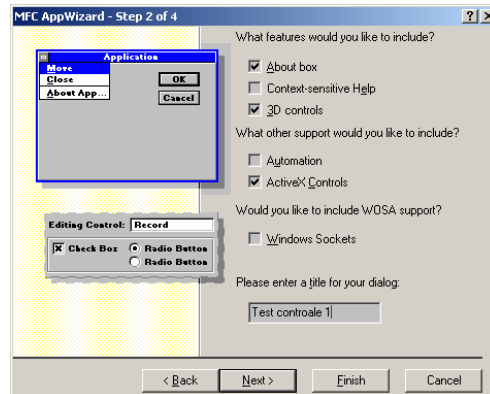 MFC AppWizard - Step 2 of 4
What features would you like to include?
Application
Move
Close
About App...
OK
Cancel
About box
Context-sensitive Help
3D controls
What other support would you like to include?
Automation
ActiveX Controls
Would you like to include WOSA support?
Windows Sockets
Editing Control: Record
Check Box
Radio Button
Radio Button
Please enter a title for your dialog:
Test controale 1
< Back
Next >
Finish
Cancel